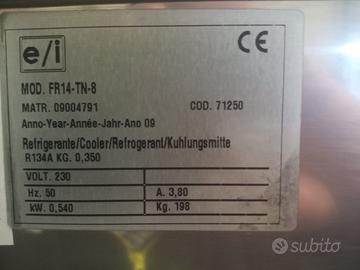 e/i
CE
MOD. FR14-TN-8
MATR. 09004791 COD. 71250
Anno-Year-Année-Jahr-Ano 09
Refrigerante/Cooler/Refrogerant/Kuhlungsmitte
R134A KG. 0,350
VOLT. 230
Hz. 50 A. 3,80
kW. 0,540 Kg. 198
subito